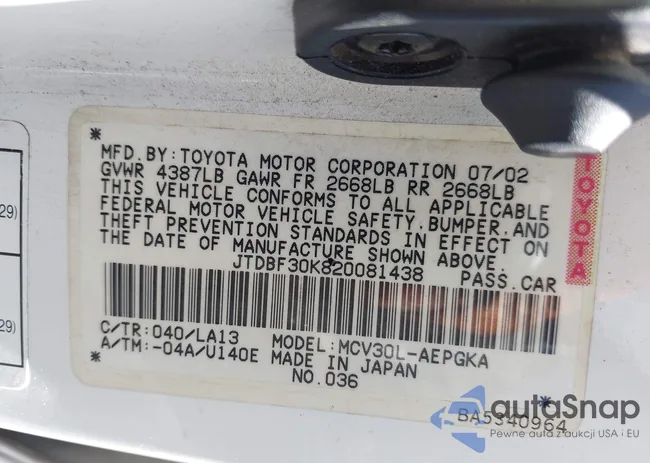 29)
29)
*
MFD.BY:TOYOTA MOTOR CORPORATION 07/02
GVWR 4387LB GAWR FR 2668LB RR 2668LB
THIS VEHICLE CONFORMS TO ALL APPLICABLE
FEDERAL MOTOR VEHICLE SAFETY,BUMPER,AND
THEFT PREVENTION STANDARDS IN EFFECT ON
THE DATE OF MANUFACTURE SHOWN ABOVE.
JTDBF30K820081438 PASS.CAR
C/TR:040/LA13 MODEL:MCV30L-AEPGKA
A/TM:-04A/U140E MADE IN JAPAN
*
NO.036
*
BA5340964
TOYOTA
autoSnap
Pewne auta z aukcji USA i EU